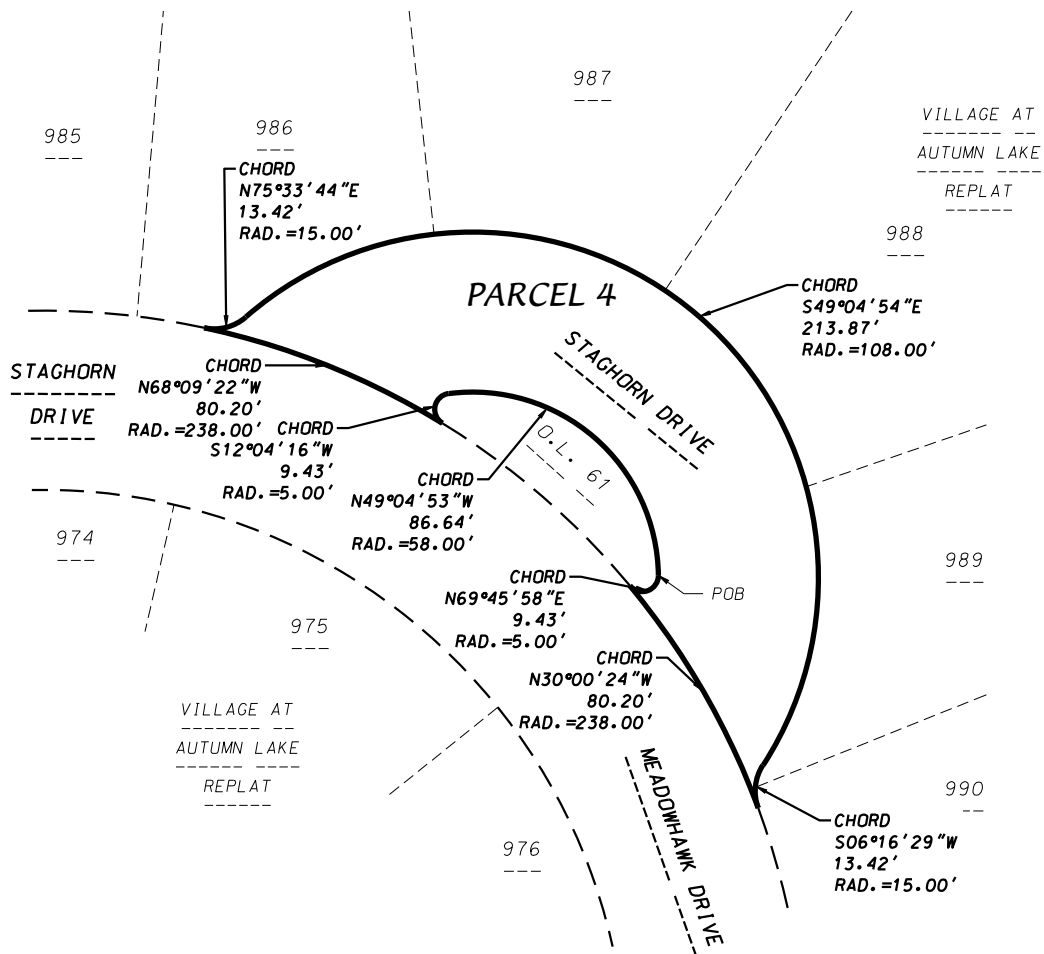 987
985
986
VILLAGE AT
AUTUMN LAKE
REPLAT
CHORD
N75°33'44"E
13.42'
RAD.=15.00'
988
PARCEL 4
CHORD
S49°04'54"E
213.87'
RAD.=108.00'
STAGHORN DRIVE
STAGHORN
DRIVE
CHORD
N68°09'22"W
80.20'
RAD.=238.00'
CHORD
S12°04'16"W
9.43'
RAD.=5.00'
O.L. 61
CHORD
N49°04'53"W
86.64'
RAD.=58.00'
974
989
CHORD
N69°45'58"E
9.43'
RAD.=5.00'
POB
975
CHORD
N30°00'24"W
80.20'
RAD.=238.00'
VILLAGE AT
AUTUMN LAKE
REPLAT
MEADOWHAWK DRIVE
990
CHORD
S06°16'29"W
13.42'
RAD.=15.00'
976